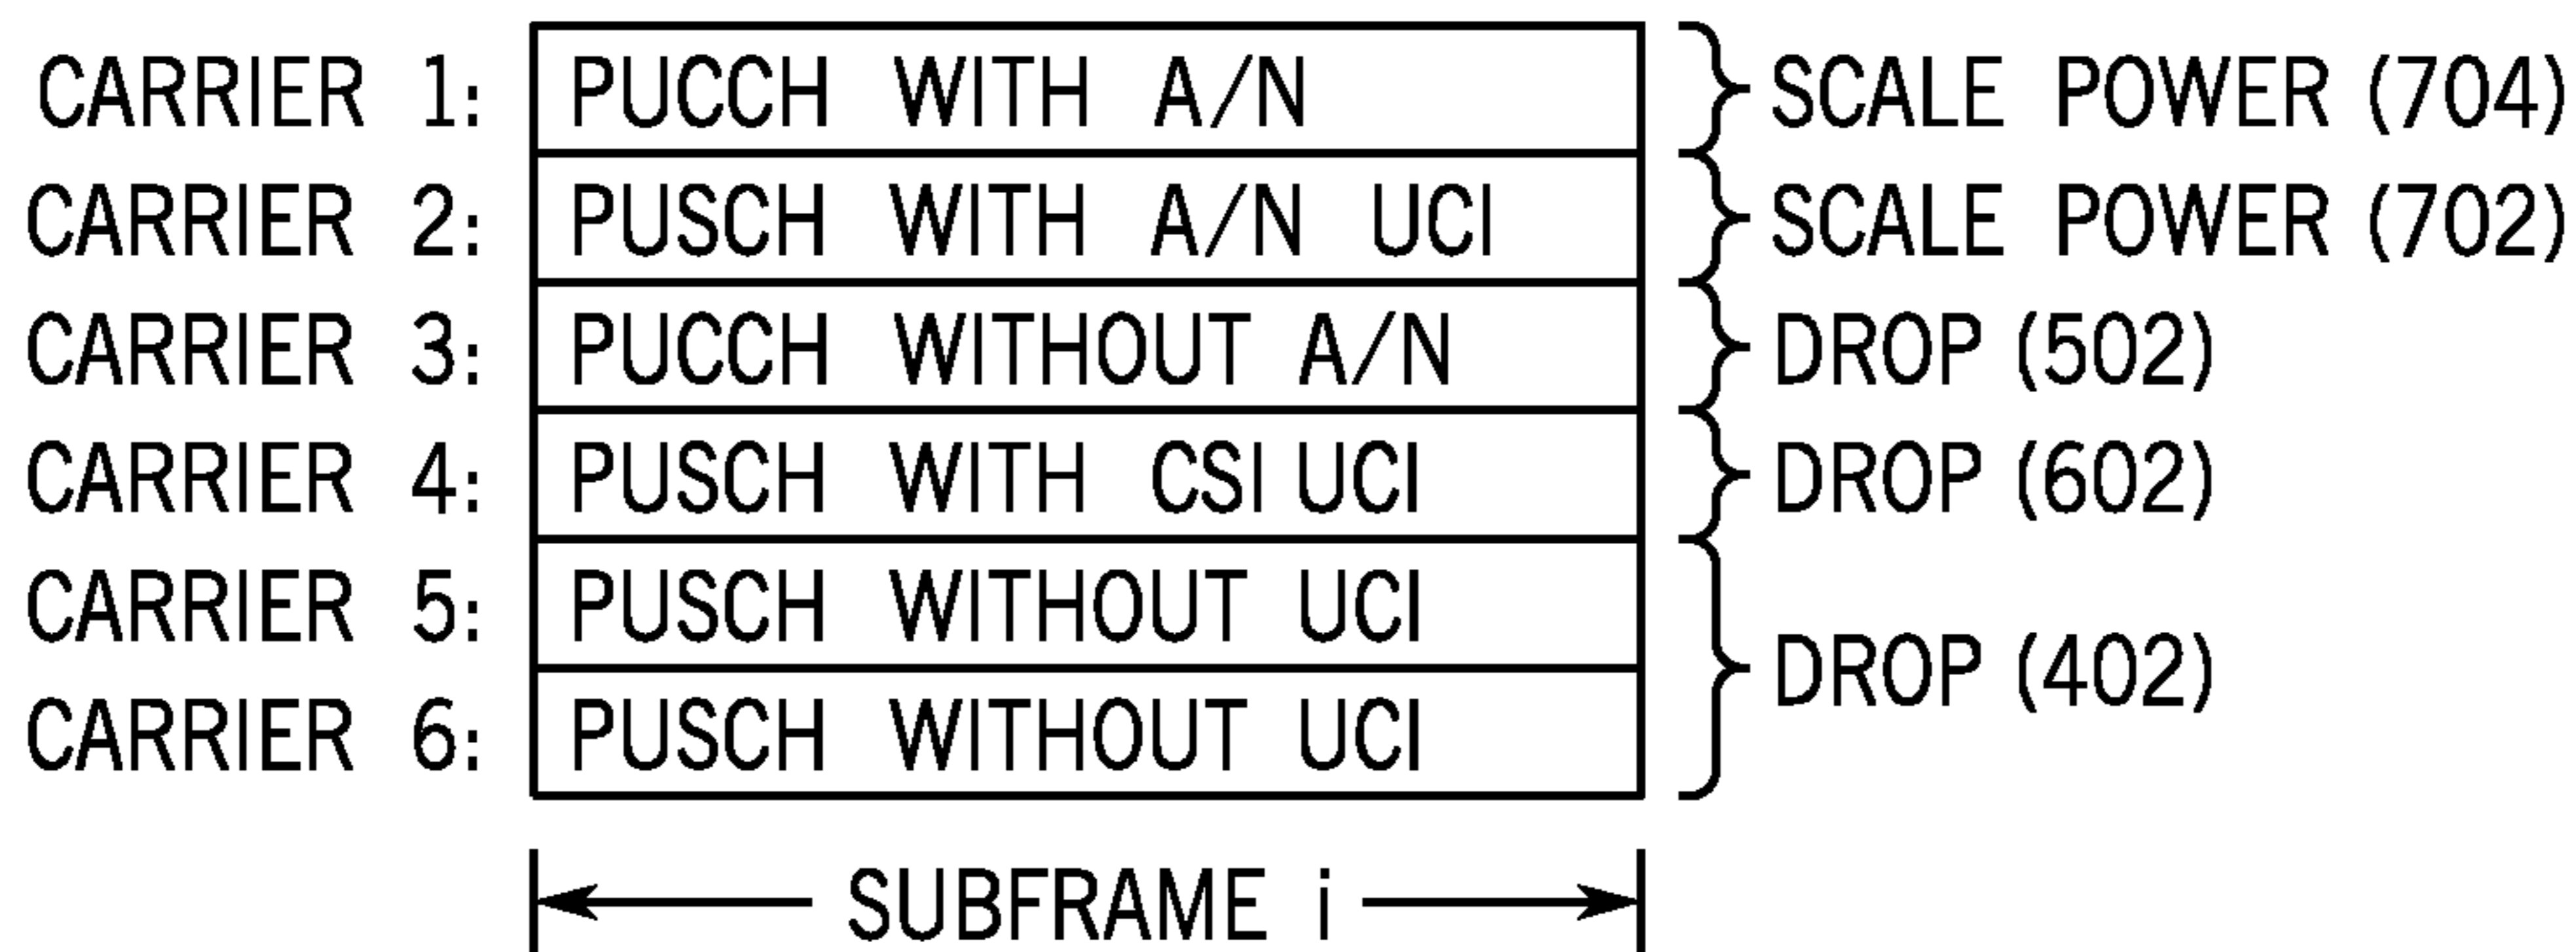 CARRIER 1: PUCCH WITH A/N SCALE POWER (704)
CARRIER 2: PUSCH WITH A/N UCI SCALE POWER (702)
CARRIER 3: PUCCH WITHOUT A/N DROP (502)
CARRIER 4: PUSCH WITH CSI UCI DROP (602)
CARRIER 5: PUSCH WITHOUT UCI
DROP (402)
CARRIER 6: PUSCH WITHOUT UCI
SUBFRAME i